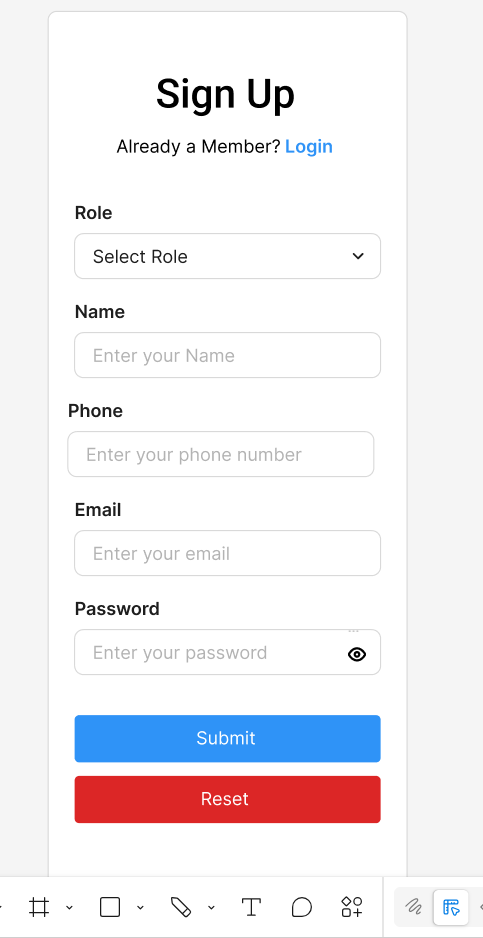 Sign Up
Already a Member? Login
Role
Select Role
Name
Enter your Name
Phone
Enter your phone number
Email
Enter your email
Password
Enter your password
Submit
Reset